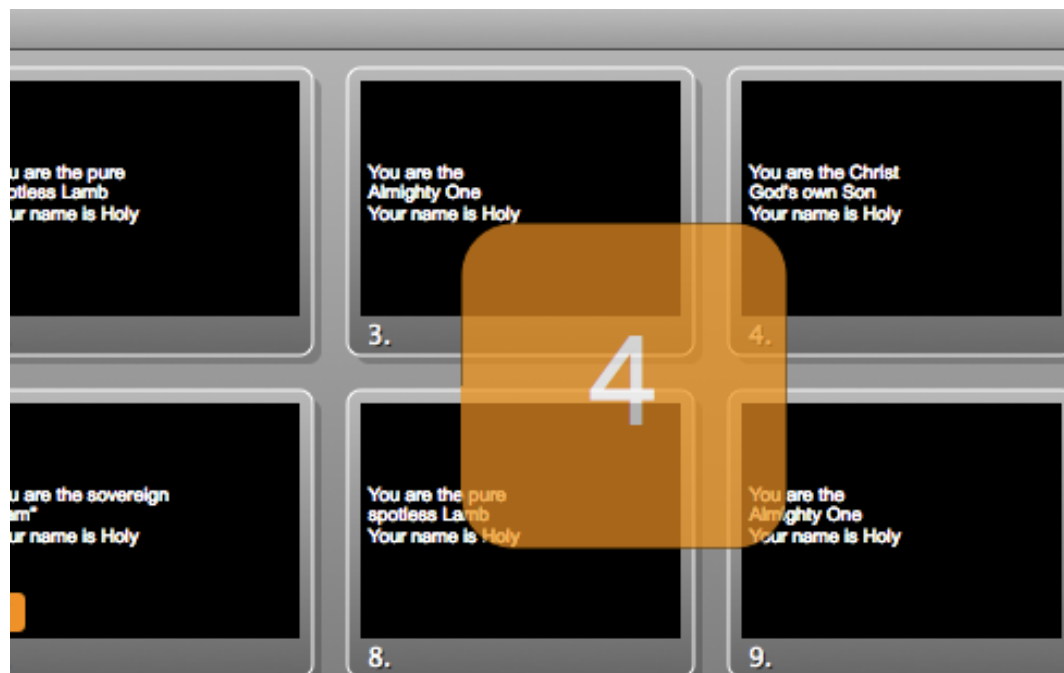 u are the pure
otless Lamb
ur name is Holy
You are the
Almighty One
Your name is Holy
3.
You are the Christ
God's own Son
Your name is Holy
4.
4
u are the sovereign
am"
ur name is Holy
You are the pure
spotless Lamb
Your name is Holy
8.
You are the
Almighty One
Your name is Holy
9.